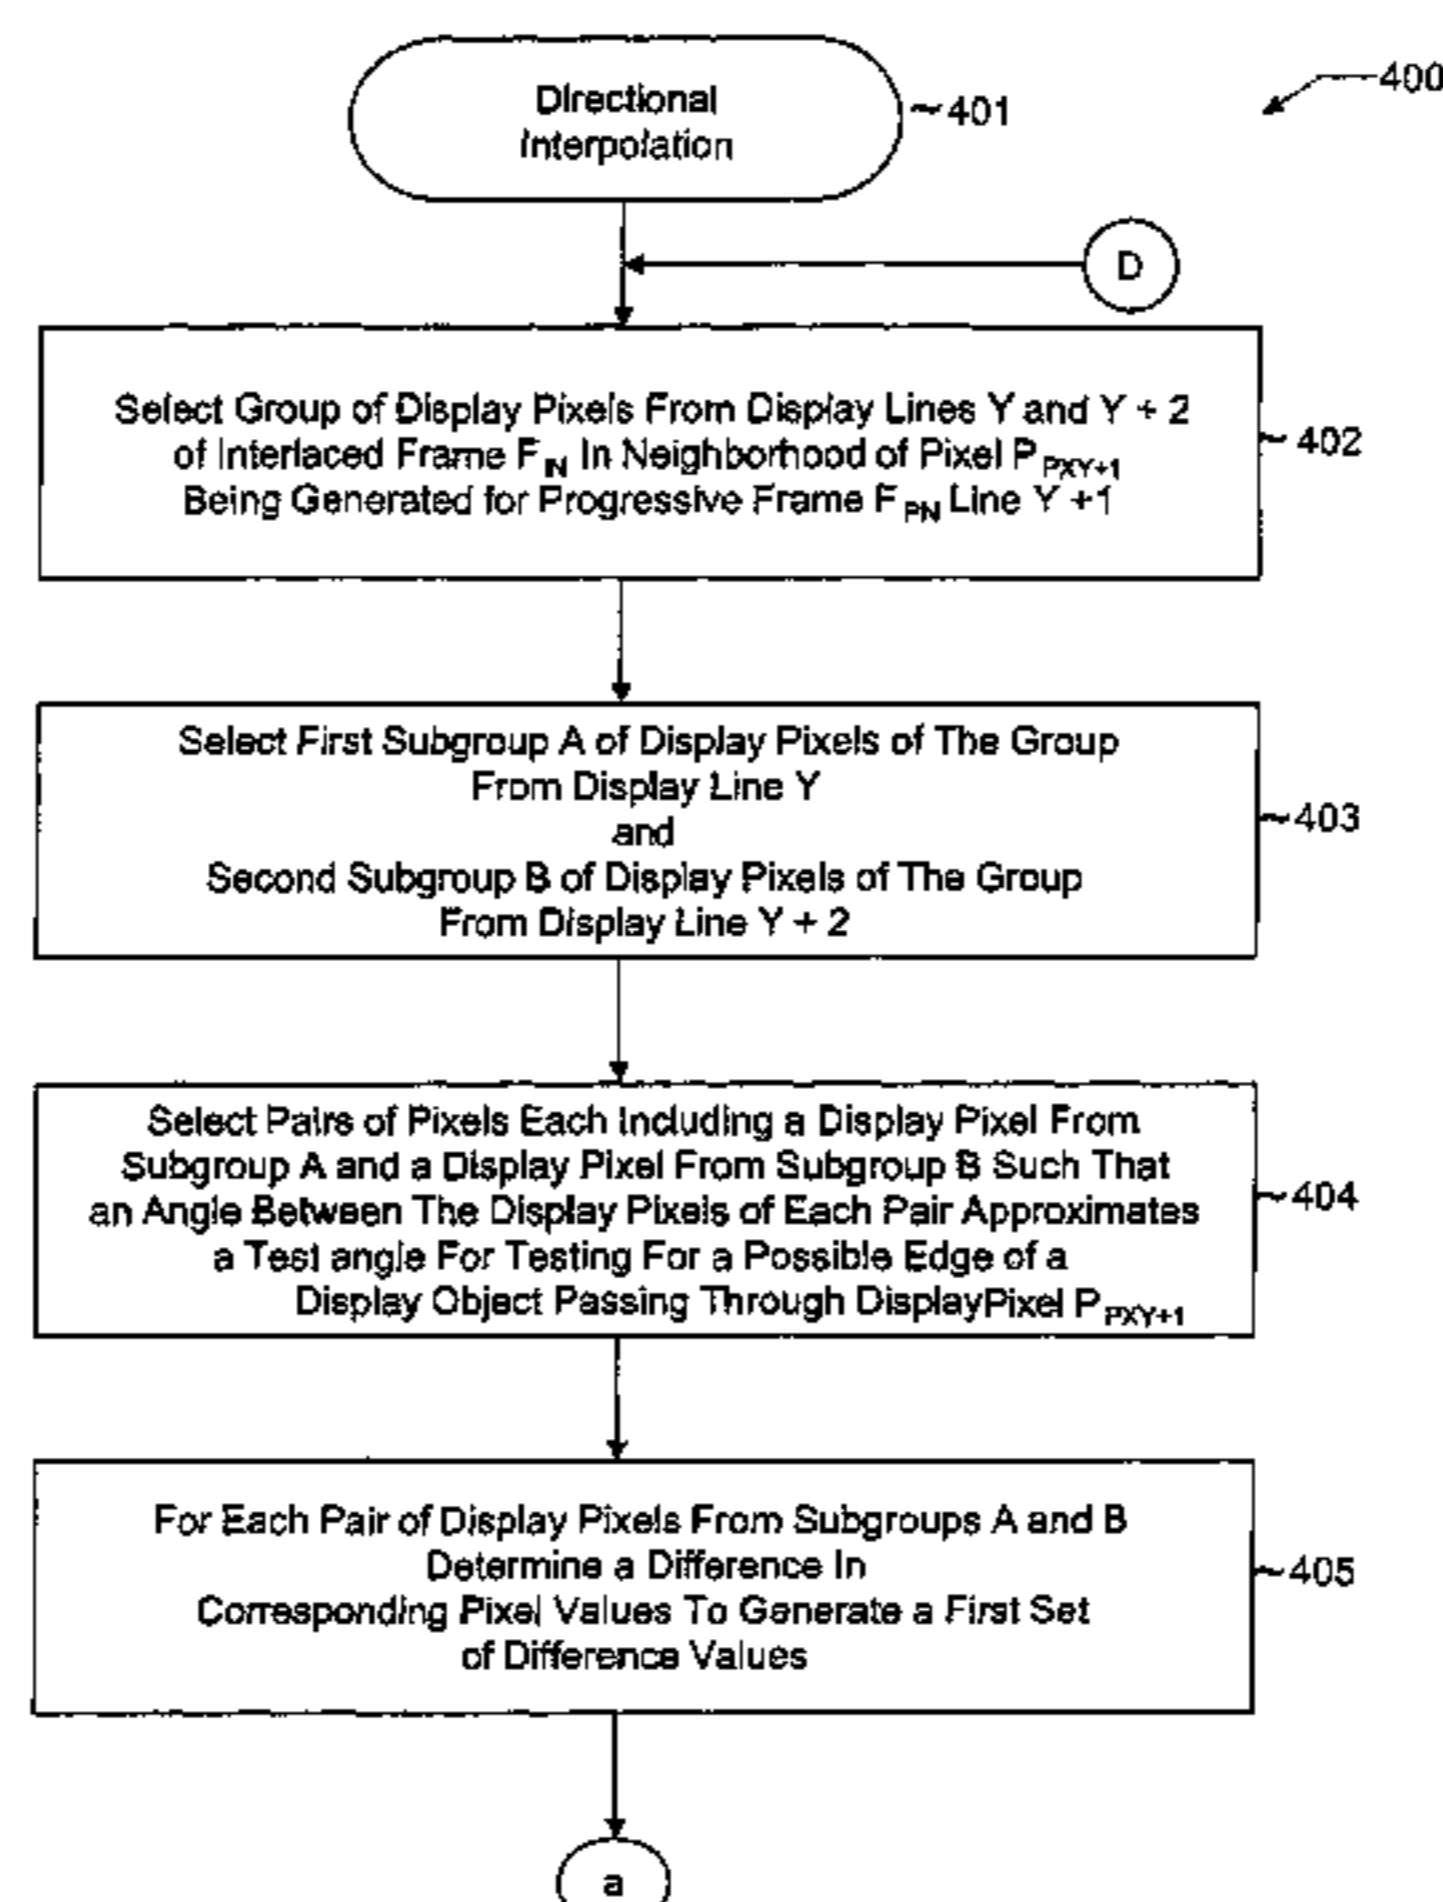 Directional
Interpolation
~401
400
D
Select Group of Display Pixels From Display Lines Y and Y + 2
of Interlaced Frame F IN In Neighborhood of Pixel P PXY+1
Being Generated for Progressive Frame F PN Line Y +1
~ 402
Select First Subgroup A of Display Pixels of The Group
From Display Line Y
and
Second Subgroup B of Display Pixels of The Group
From Display Line Y + 2
~403
Select Pairs of Pixels Each Including a Display Pixel From
Subgroup A and a Display Pixel From Subgroup B Such That
an Angle Between The Display Pixels of Each Pair Approximates
a Test angle For Testing For a Possible Edge of a
Display Object Passing Through Display Pixel P PXY+1
~404
For Each Pair of Display Pixels From Subgroups A and B
Determine a Difference In
Corresponding Pixel Values To Generate a First Set
of Difference Values
~405
a